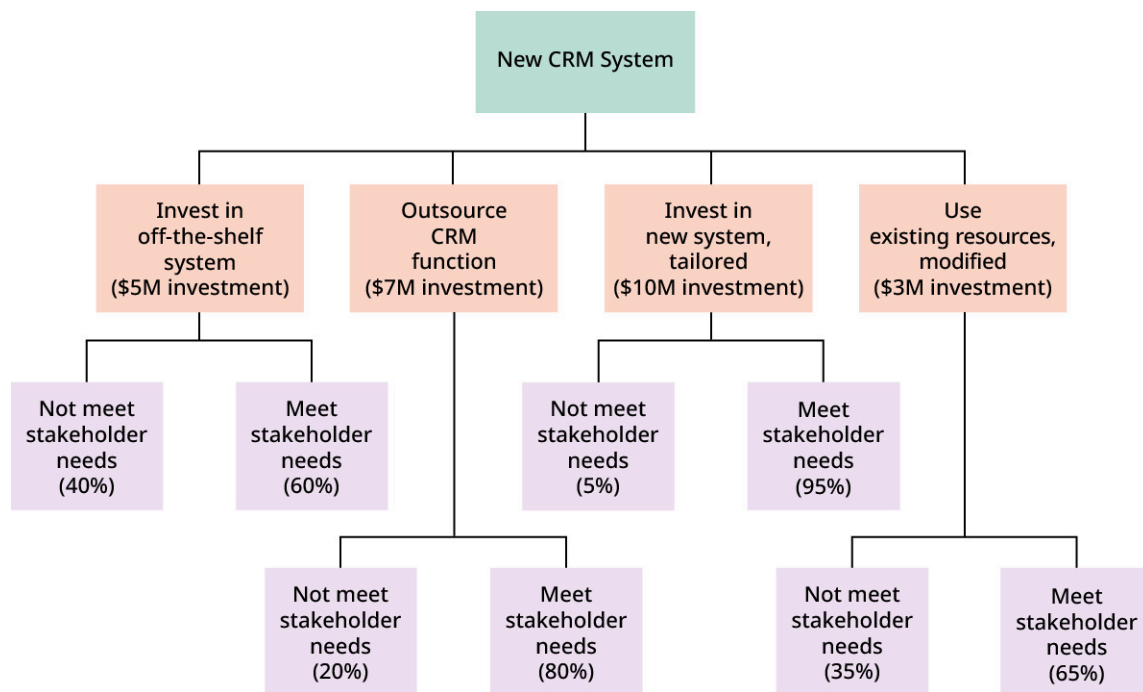 New CRM System
Invest in
off-the-shelf
system
($5M investment)
Outsource
CRM
function
($7M investment)
Invest in
new system,
tailored
($10M investment)
Use
existing resources,
modified
($3M investment)
Not meet
stakeholder
needs
(40%)
Meet
stakeholder
needs
(60%)
Not meet
stakeholder
needs
(5%)
Meet
stakeholder
needs
(95%)
Not meet
stakeholder
needs
(20%)
Meet
stakeholder
needs
(80%)
Not meet
stakeholder
needs
(35%)
Meet
stakeholder
needs
(65%)